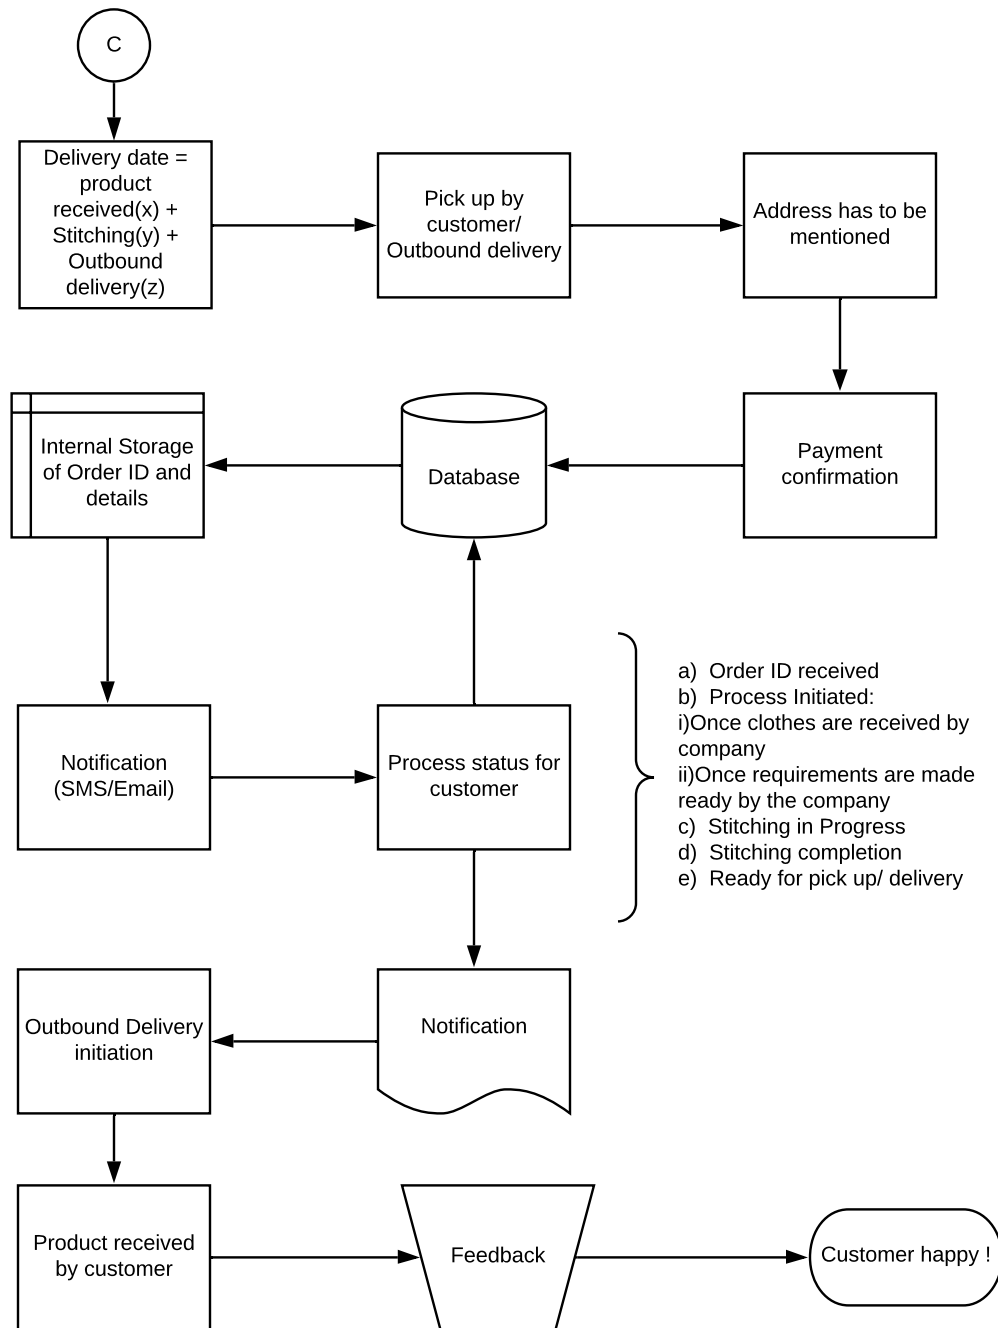 C
Delivery date =
product
received(x) +
Stitching(y) +
Outbound
delivery(z)
Pick up by
customer/
Outbound delivery
Address has to be
mentioned
Internal Storage
of Order ID and
details
Database
Payment
confirmation
Notification
(SMS/Email)
Process status for
customer
a)  Order ID received
b)  Process Initiated:
i)Once clothes are received by
company
ii)Once requirements are made
ready by the company
c)  Stitching in Progress
d)  Stitching completion
e)  Ready for pick up/ delivery
Outbound Delivery
initiation
Notification
Product received
by customer
Feedback
Customer happy !